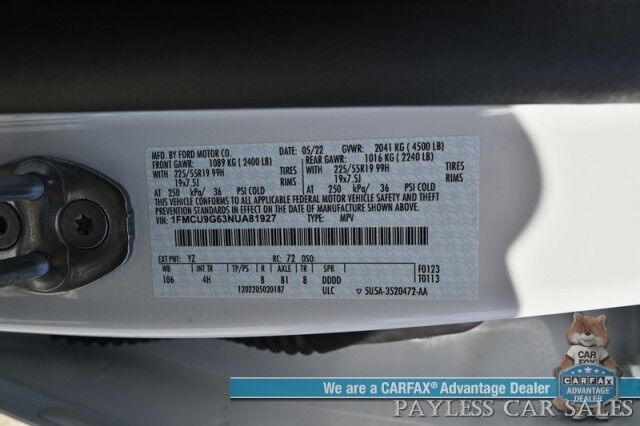 MFD. BY FORD MOTOR CO. DATE: 05/22 GVWR: 2041 KG ( 4500 LB)
FRONT GAWR: 1089 KG ( 2400 LB) REAR GAWR: 1016 KG ( 2240 LB)
WITH 225/55R19 99H TIRES WITH 225/55R19 99H TIRES
19x7.5J RIMS 19x7.5J RIMS
AT 250 kPa/ 36 PSI COLD AT 250 kPa/ 36 PSI COLD
THIS VEHICLE CONFORMS TO ALL APPLICABLE FEDERAL
MOTOR VEHICLE SAFETY AND THEFT PREVENTION STANDARDS IN EFFECT
ON THE DATE OF MANUFACTURE SHOWN ABOVE.
VIN: 1FMCU9G63NUA81927 TYPE: MPV
EXT PNT: YZ RC: 72 DSO:
WB INT TR TP/PS R AXLE TR SPR F0123
106 4H 8 81 8 DDDD T0113
1202205020187 ULC ▽ 5USA-3520472-AA
CAR FOX
CARFAX
ADVANTAGE
DEALER
We are a CARFAX® Advantage Dealer
PAYLESS CAR SALES